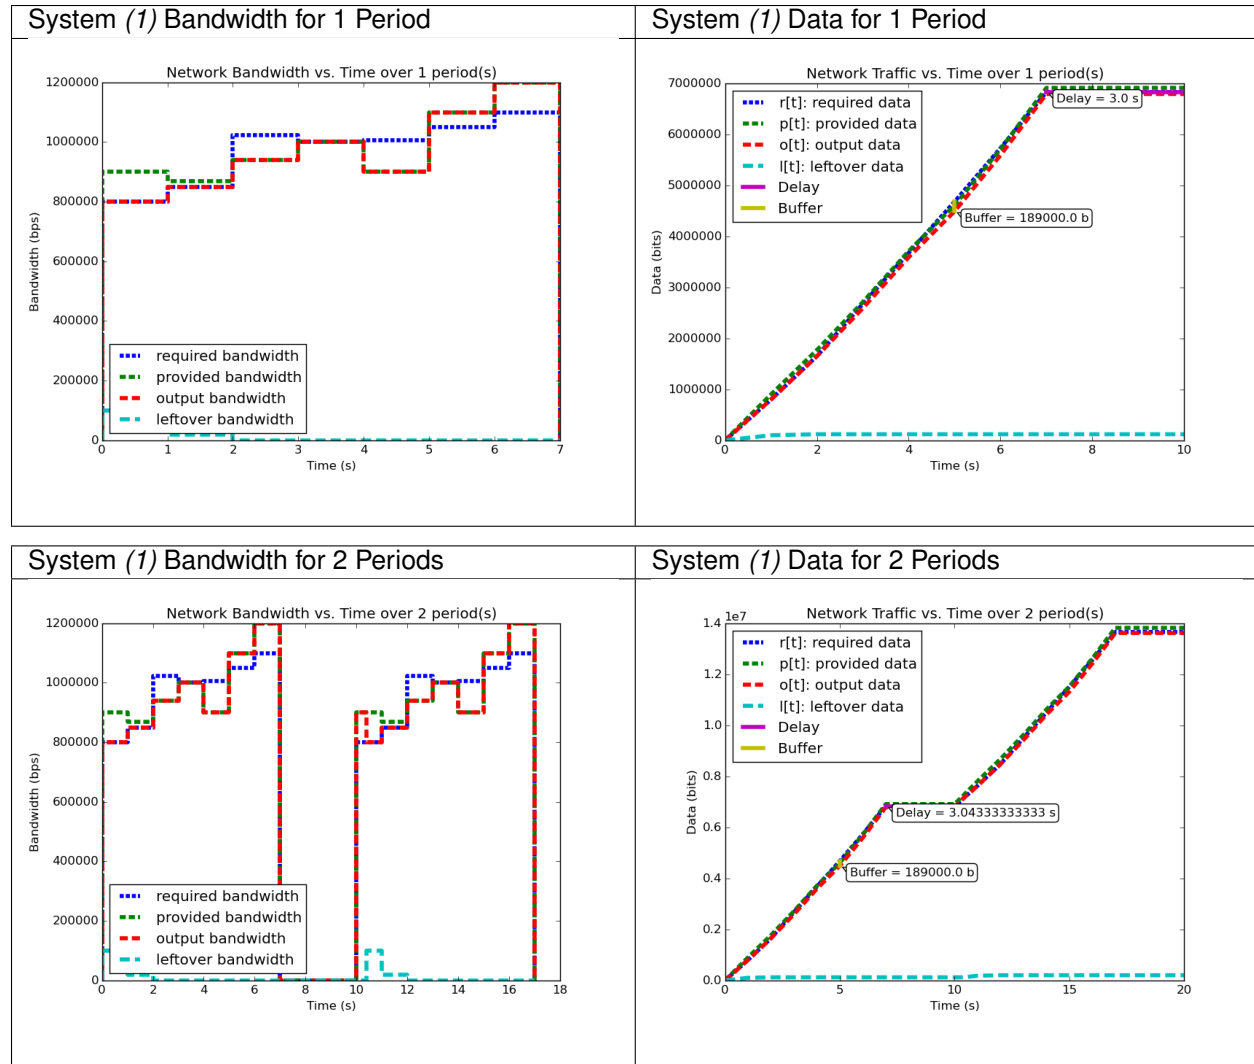 System (1) Bandwidth for 1 Period
Network Bandwidth vs. Time over 1 period(s)
1200000
1000000
800000
600000
400000
200000
0
Bandwidth (bps)
required bandwidth
provided bandwidth
output bandwidth
leftover bandwidth
0 1 2 3 4 5 6 7
Time (s)
System (1) Data for 1 Period
Network Traffic vs. Time over 1 period(s)
7000000
6000000
5000000
4000000
3000000
2000000
1000000
0
Data (bits)
r[t]: required data
p[t]: provided data
o[t]: output data
l[t]: leftover data
Delay
Buffer
Delay = 3.0 s
Buffer = 189000.0 b
0 2 4 6 8 10
Time (s)
System (1) Bandwidth for 2 Periods
Network Bandwidth vs. Time over 2 period(s)
1200000
1000000
800000
600000
400000
200000
0
Bandwidth (bps)
required bandwidth
provided bandwidth
output bandwidth
leftover bandwidth
0 2 4 6 8 10 12 14 16 18
Time (s)
System (1) Data for 2 Periods
Network Traffic vs. Time over 2 period(s)
1e7
1.4
1.2
1.0
0.8
0.6
0.4
0.2
0.0
Data (bits)
r[t]: required data
p[t]: provided data
o[t]: output data
l[t]: leftover data
Delay
Buffer
Delay = 3.04333333333 s
Buffer = 189000.0 b
0 5 10 15 20
Time (s)